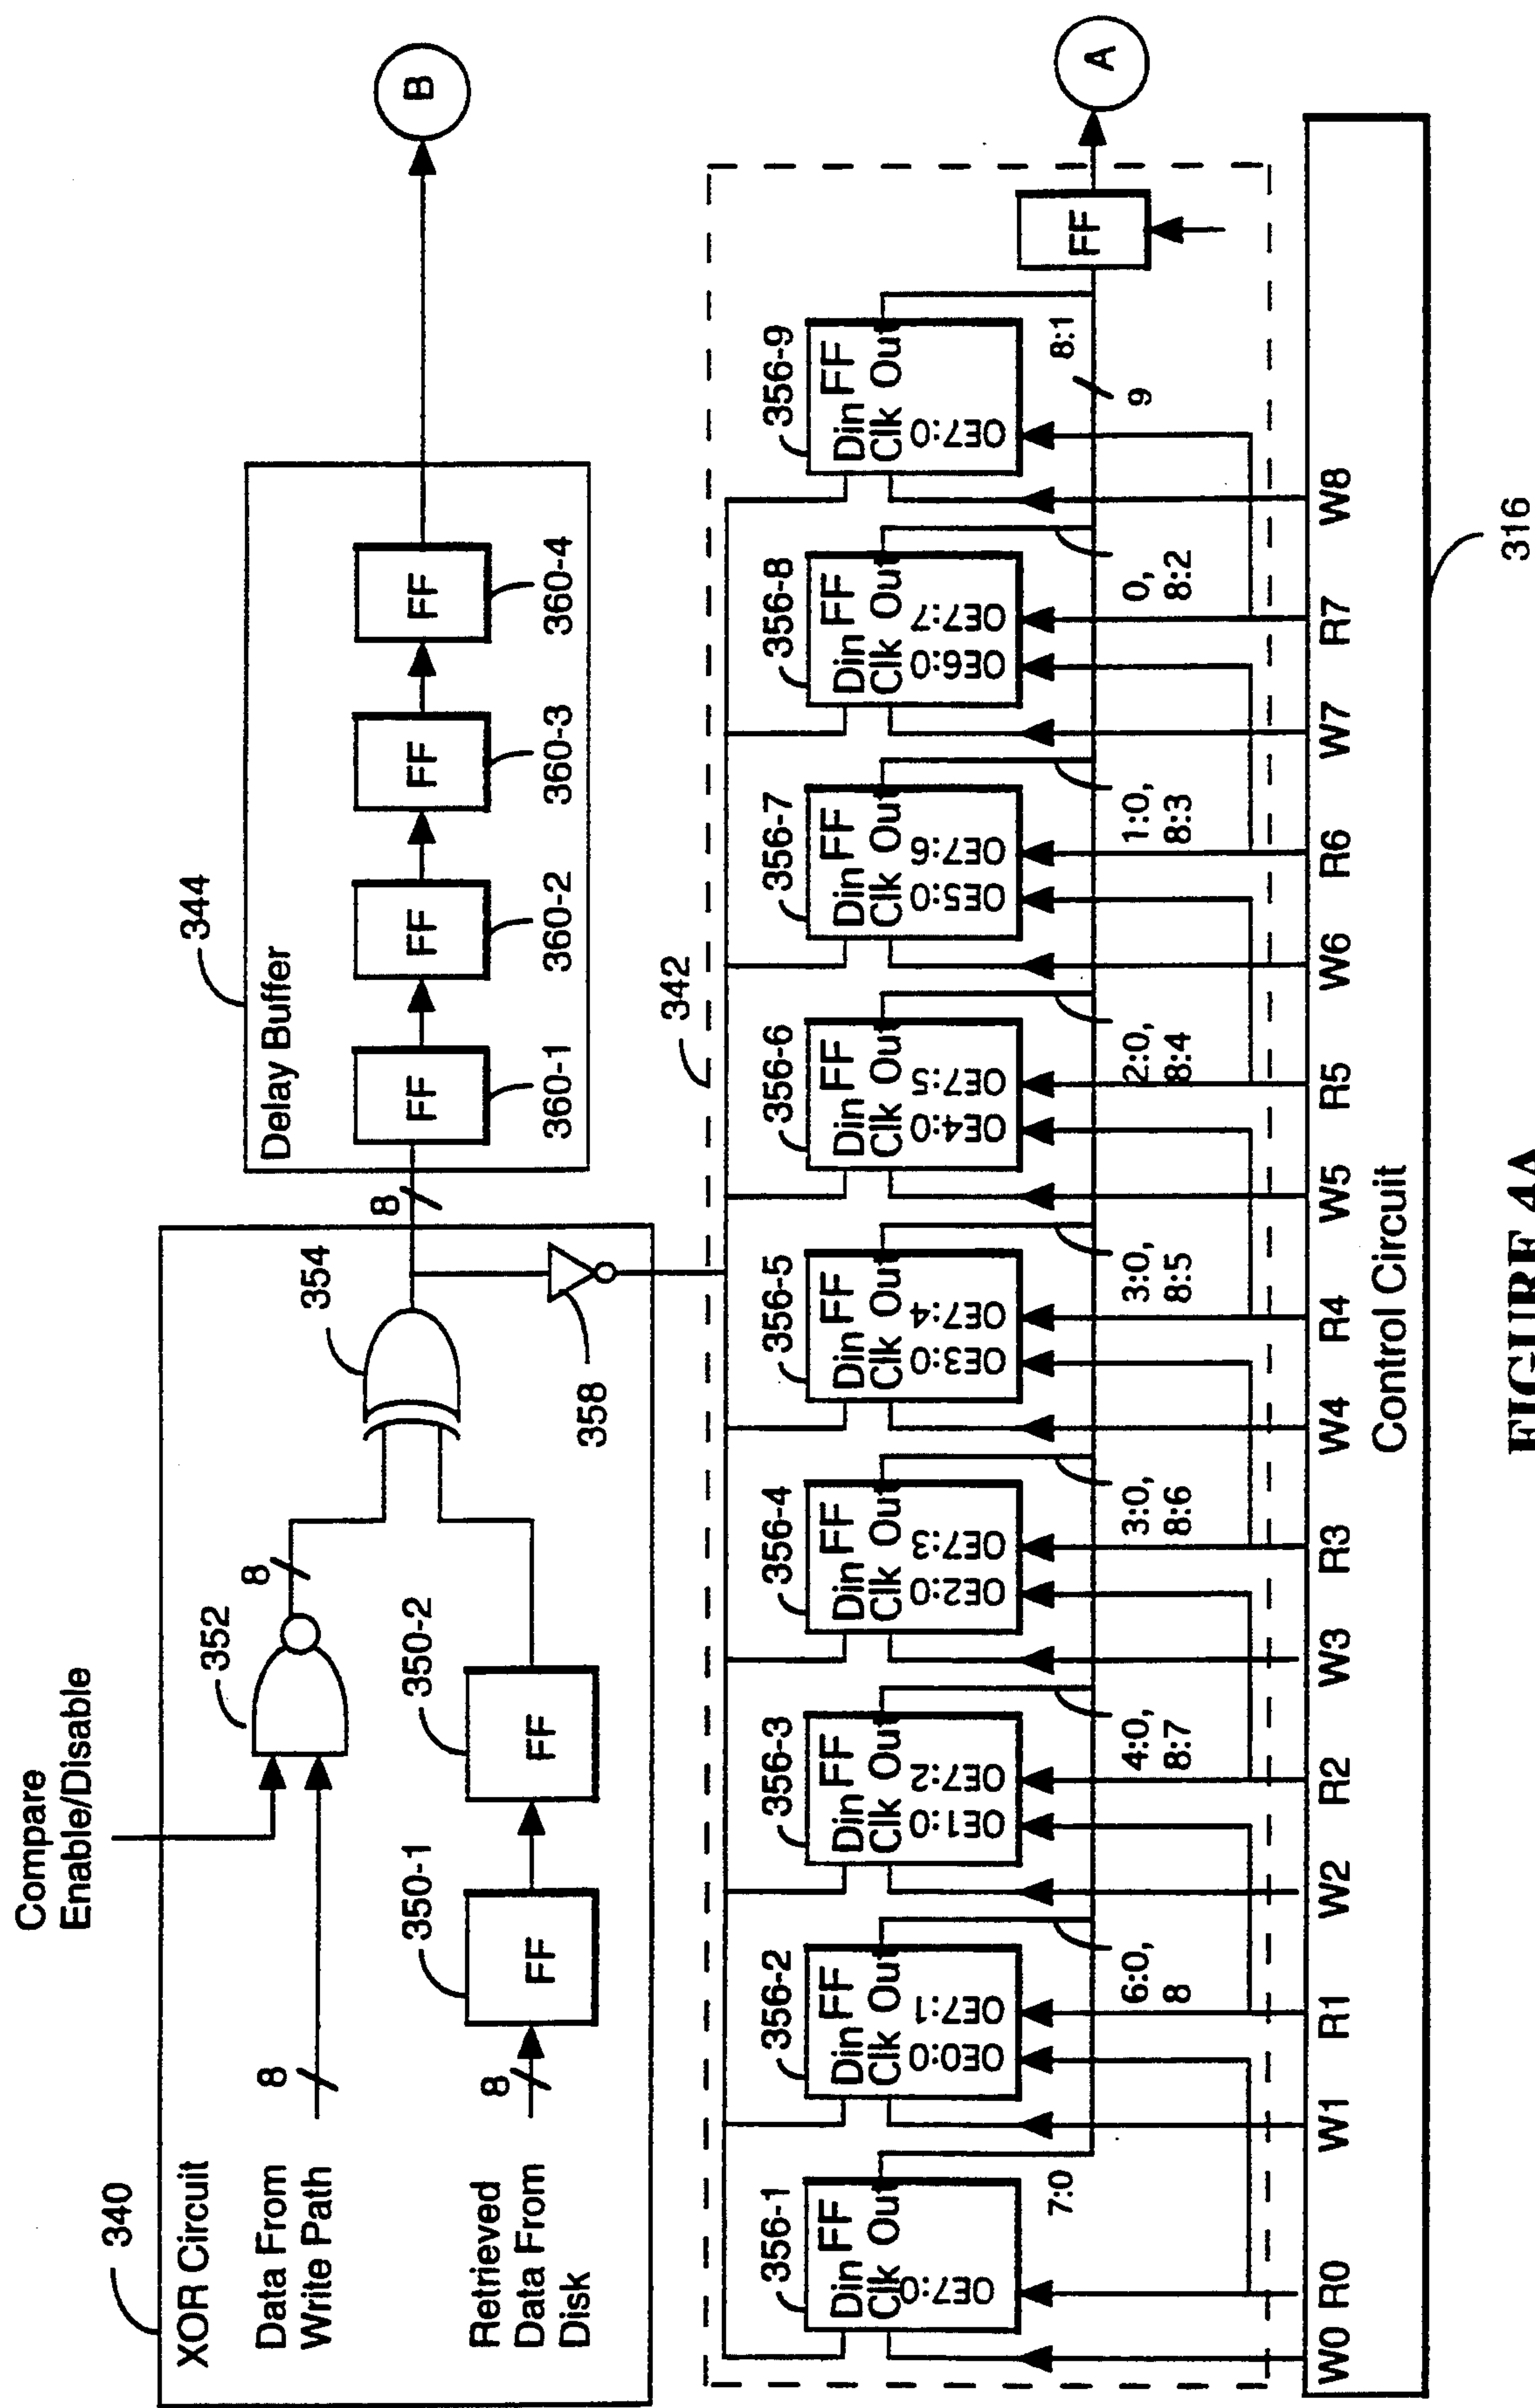 Compare
Enable/Disable
340
XOR Circuit
Data From
Write Path
8
352
8
Retrieved
Data From
Disk
8
350-1
FF
350-2
FF
354
358
8
344
Delay Buffer
FF
360-1
FF
360-2
FF
360-3
FF
360-4
B
342
356-1
Din FF
Clk Out
OE7:0
7:0
356-2
Din FF
Clk Out
OE0:0
OE7:1
6:0,
8
356-3
Din FF
Clk Out
OE1:0
OE7:2
4:0,
8:7
356-4
Din FF
Clk Out
OE2:0
OE7:3
3:0,
8:6
356-5
Din FF
Clk Out
OE3:0
OE7:4
3:0,
8:5
356-6
Din FF
Clk Out
OE4:0
OE7:5
2:0,
8:4
356-7
Din FF
Clk Out
OE5:0
OE7:6
1:0,
8:3
356-8
Din FF
Clk Out
OE6:0
OE7:7
0,
8:2
356-9
Din FF
Clk Out
OE7:0
8:1
9
FF
A
W0 R0 W1 R1 W2 R2 W3 R3 W4 R4 W5 R5 W6 R6 W7 R7 W8
Control Circuit
316
FIGURE 4A